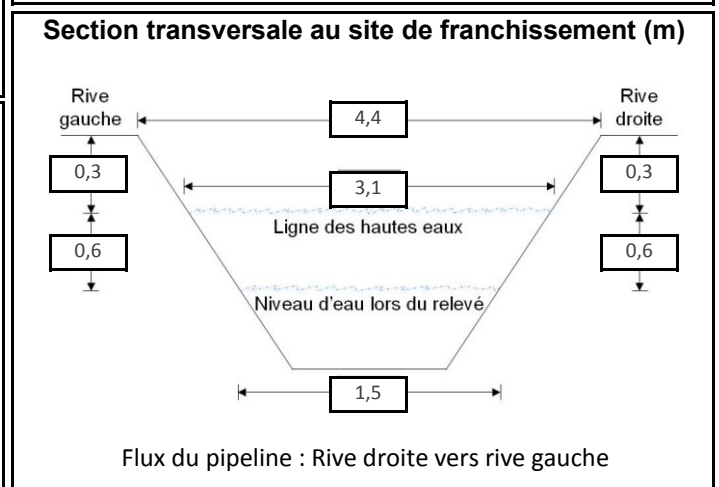 Section transversale au site de franchissement (m)
Rive
gauche
4,4
Rive
droite
0,3
3,1
0,3
Ligne des hautes eaux
0,6
0,6
Niveau d'eau lors du relevé
1,5
Flux du pipeline : Rive droite vers rive gauche